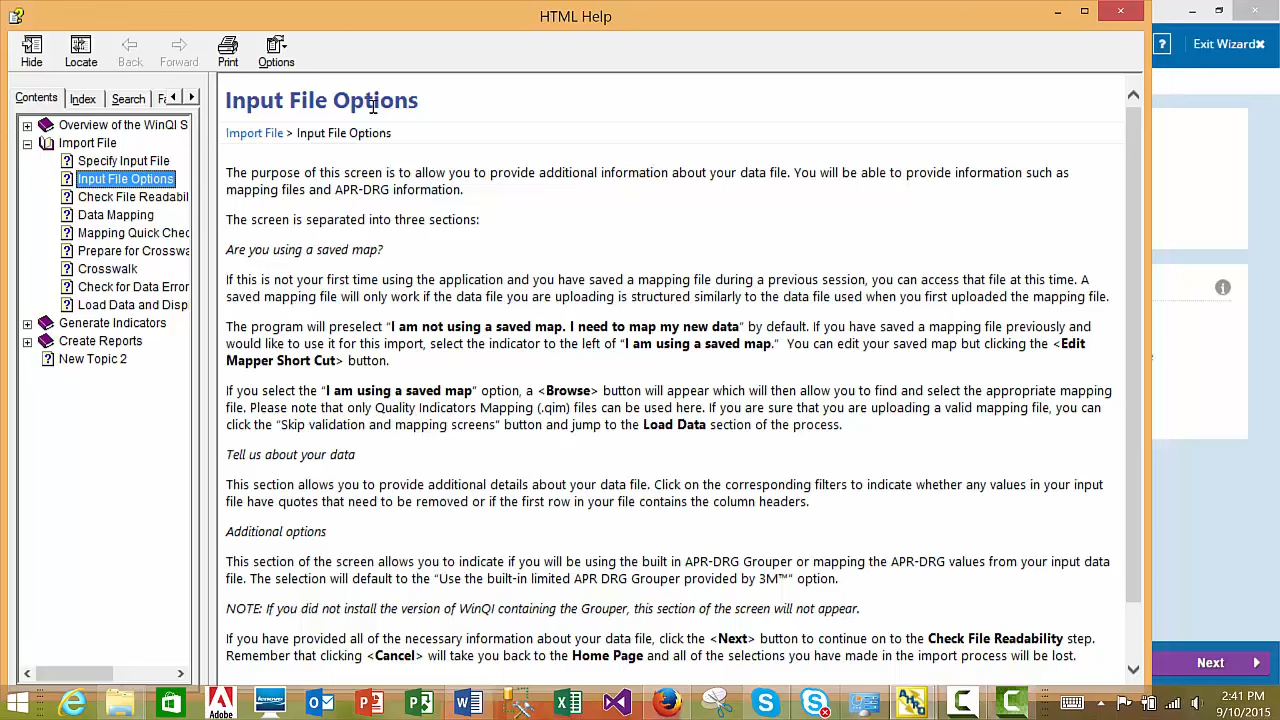 HTML Help
? Exit Wizard✖
Hide Locate Back Forward Print Options
Contents Index Search Fa
Overview of the WinQI S
Import File
Specify Input File
Input File Options
Check File Readabil
Data Mapping
Mapping Quick Chec
Prepare for Crosswa
Crosswalk
Check for Data Error
Load Data and Disp
Generate Indicators
Create Reports
New Topic 2
Input File Options
Import File > Input File Options
The purpose of this screen is to allow you to provide additional information about your data file. You will be able to provide information such as
mapping files and APR-DRG information.
The screen is separated into three sections:
Are you using a saved map?
If this is not your first time using the application and you have saved a mapping file during a previous session, you can access that file at this time. A
saved mapping file will only work if the data file you are uploading is structured similarly to the data file used when you first uploaded the mapping file.
The program will preselect “I am not using a saved map. I need to map my new data” by default. If you have saved a mapping file previously and
would like to use it for this import, select the indicator to the left of “I am using a saved map.” You can edit your saved map but clicking the <Edit
Mapper Short Cut> button.
If you select the “I am using a saved map” option, a <Browse> button will appear which will then allow you to find and select the appropriate mapping
file. Please note that only Quality Indicators Mapping (.qim) files can be used here. If you are sure that you are uploading a valid mapping file, you can
click the “Skip validation and mapping screens” button and jump to the Load Data section of the process.
Tell us about your data
This section allows you to provide additional details about your data file. Click on the corresponding filters to indicate whether any values in your input
file have quotes that need to be removed or if the first row in your file contains the column headers.
Additional options
This section of the screen allows you to indicate if you will be using the built in APR-DRG Grouper or mapping the APR-DRG values from your input data
file. The selection will default to the “Use the built-in limited APR DRG Grouper provided by 3M™” option.
NOTE: If you did not install the version of WinQI containing the Grouper, this section of the screen will not appear.
If you have provided all of the necessary information about your data file, click the <Next> button to continue on to the Check File Readability step.
Remember that clicking <Cancel> will take you back to the Home Page and all of the selections you have made in the import process will be lost.
Next
Adobe
2:41 PM
9/10/2015